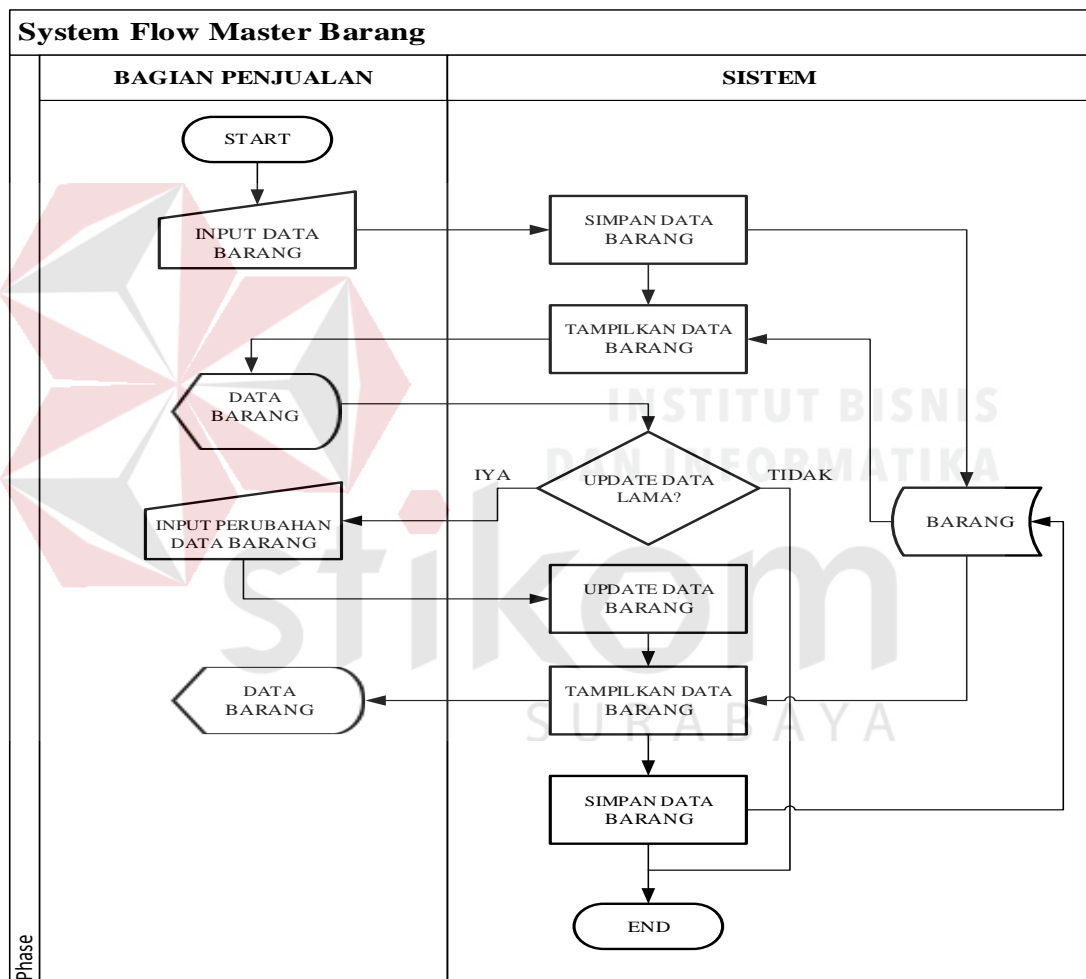 System Flow Master Barang
BAGIAN PENJUALAN
SISTEM
START
INPUT DATA
BARANG
SIMPAN DATA
BARANG
TAMPILKAN DATA
BARANG
DATA
BARANG
INSTITUT BISNIS
DAN INFORMATIKA
IYA
UPDATE DATA
LAMA?
TIDAK
INPUT PERUBAHAN
DATA BARANG
BARANG
stikom
UPDATE DATA
BARANG
DATA
BARANG
TAMPILKAN DATA
BARANG
SURABAYA
SIMPAN DATA
BARANG
END
Phase